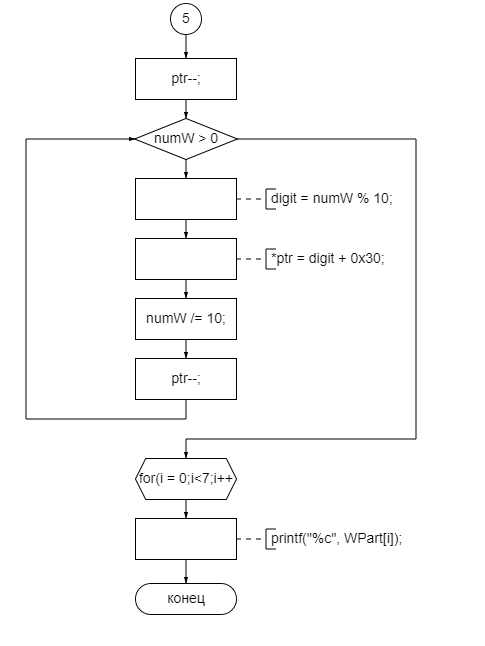 5
ptr--;
numW > 0
digit = numW % 10;
*ptr = digit + 0x30;
numW /= 10;
ptr--;
for(i = 0;i<7;i++
printf("%c", WPart[i]);
конец